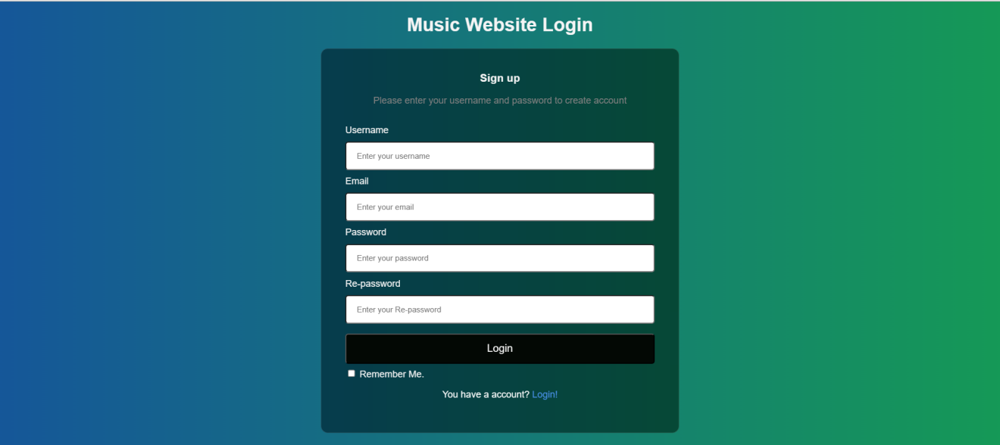 Music Website Login
Sign up
Please enter your username and password to create account
Username
Enter your username
Email
Enter your email
Password
Enter your password
Re-password
Enter your Re-password
Login
Remember Me.
You have a account? Login!